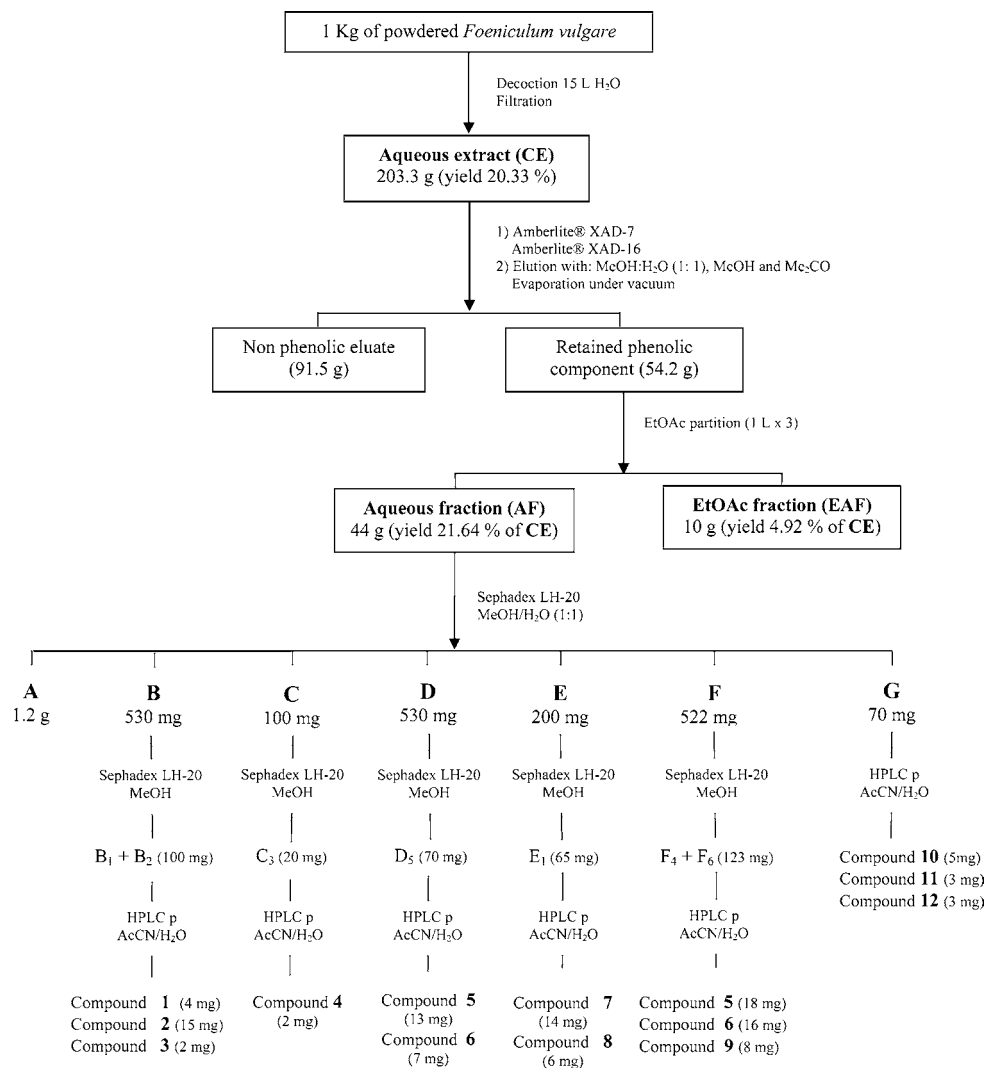 1 Kg of powdered Foeniculum vulgare
Decoction 15 L H₂O
Filtration
Aqueous extract (CE)
203.3 g (yield 20.33 %)
1) Amberlite® XAD-7
Amberlite® XAD-16
2) Elution with: MeOH:H₂O (1: 1), MeOH and Me₂CO
Evaporation under vacuum
Non phenolic eluate
(91.5 g)
Retained phenolic
component (54.2 g)
EtOAc partition (1 L x 3)
Aqueous fraction (AF)
44 g (yield 21.64 % of CE)
EtOAc fraction (EAF)
10 g (yield 4.92 % of CE)
Sephadex LH-20
MeOH/H₂O (1:1)
A
1.2 g
B
530 mg
Sephadex LH-20
MeOH
B₁ + B₂ (100 mg)
HPLC p
AcCN/H₂O
Compound 1 (4 mg)
Compound 2 (15 mg)
Compound 3 (2 mg)
C
100 mg
Sephadex LH-20
MeOH
C₃ (20 mg)
HPLC p
AcCN/H₂O
Compound 4
(2 mg)
D
530 mg
Sephadex LH-20
MeOH
D₅ (70 mg)
HPLC p
AcCN/H₂O
Compound 5
(13 mg)
Compound 6
(7 mg)
E
200 mg
Sephadex LH-20
MeOH
E₁ (65 mg)
HPLC p
AcCN/H₂O
Compound 7
(14 mg)
Compound 8
(6 mg)
F
522 mg
Sephadex LH-20
MeOH
F₄ + F₆ (123 mg)
HPLC p
AcCN/H₂O
Compound 5 (18 mg)
Compound 6 (16 mg)
Compound 9 (8 mg)
G
70 mg
HPLC p
AcCN/H₂O
Compound 10 (5mg)
Compound 11 (3 mg)
Compound 12 (3 mg)